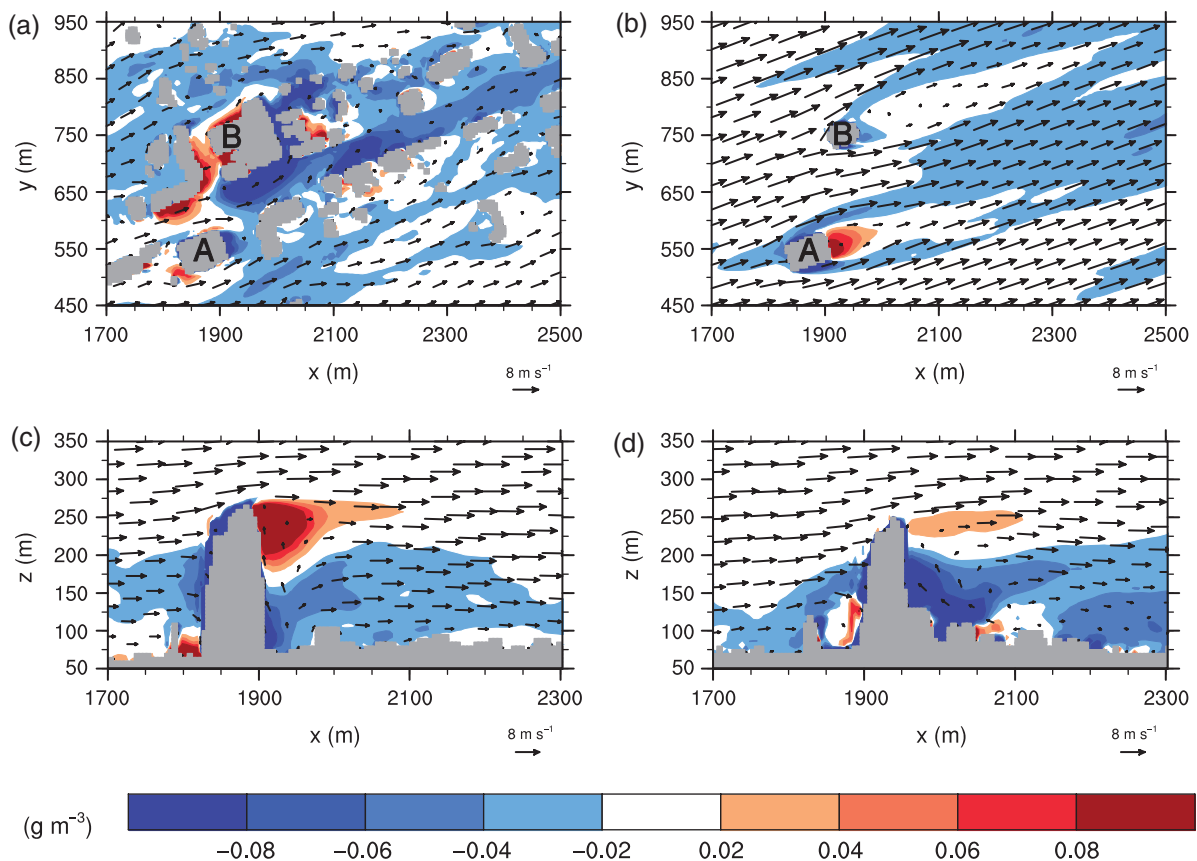 (a)
(b)
950
850
750
650
550
450
y (m)
B
A
1700
1900
2100
2300
2500
x (m)
8 m s⁻¹
950
850
750
650
550
450
y (m)
B
A
1700
1900
2100
2300
2500
x (m)
8 m s⁻¹
(c)
(d)
350
300
250
200
150
100
50
z (m)
1700
1900
2100
2300
x (m)
8 m s⁻¹
350
300
250
200
150
100
50
z (m)
1700
1900
2100
2300
x (m)
8 m s⁻¹
(g m⁻³)
−0.08 −0.06 −0.04 −0.02 0.02 0.04 0.06 0.08